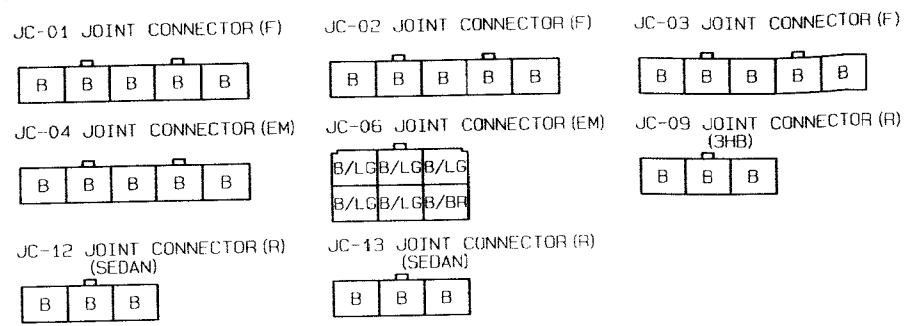 JC-01 JOINT CONNECTOR (F)
B B B B B
JC-02 JOINT CONNECTOR (F)
B B B B B
JC-03 JOINT CONNECTOR (F)
B B B B B
JC-04 JOINT CONNECTOR (EM)
B B B B B
JC-06 JOINT CONNECTOR (EM)
B/LG B/LG B/LG
B/LG B/LG B/BR
JC-09 JOINT CONNECTOR (R)
(3HB)
B B B
JC-12 JOINT CONNECTOR (R)
(SEDAN)
B B B
JC-13 JOINT CONNECTOR (R)
(SEDAN)
B B B